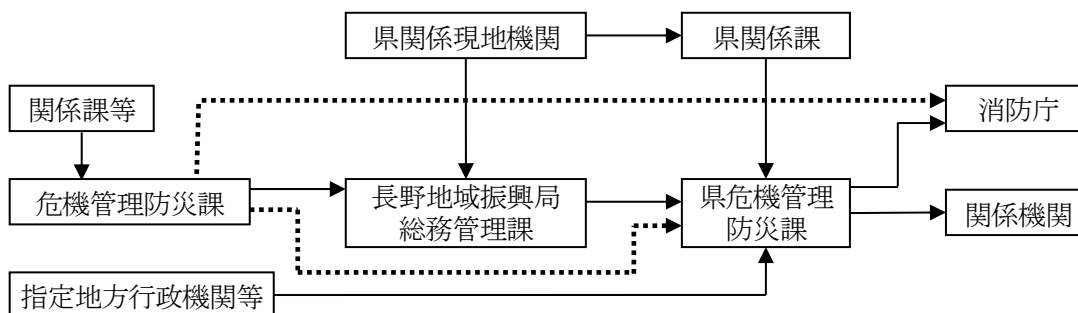 県関係現地機関
県関係課
関係課等
消防庁
危機管理防災課
長野地域振興局
総務管理課
県危機管理
防災課
関係機関
指定地方行政機関等